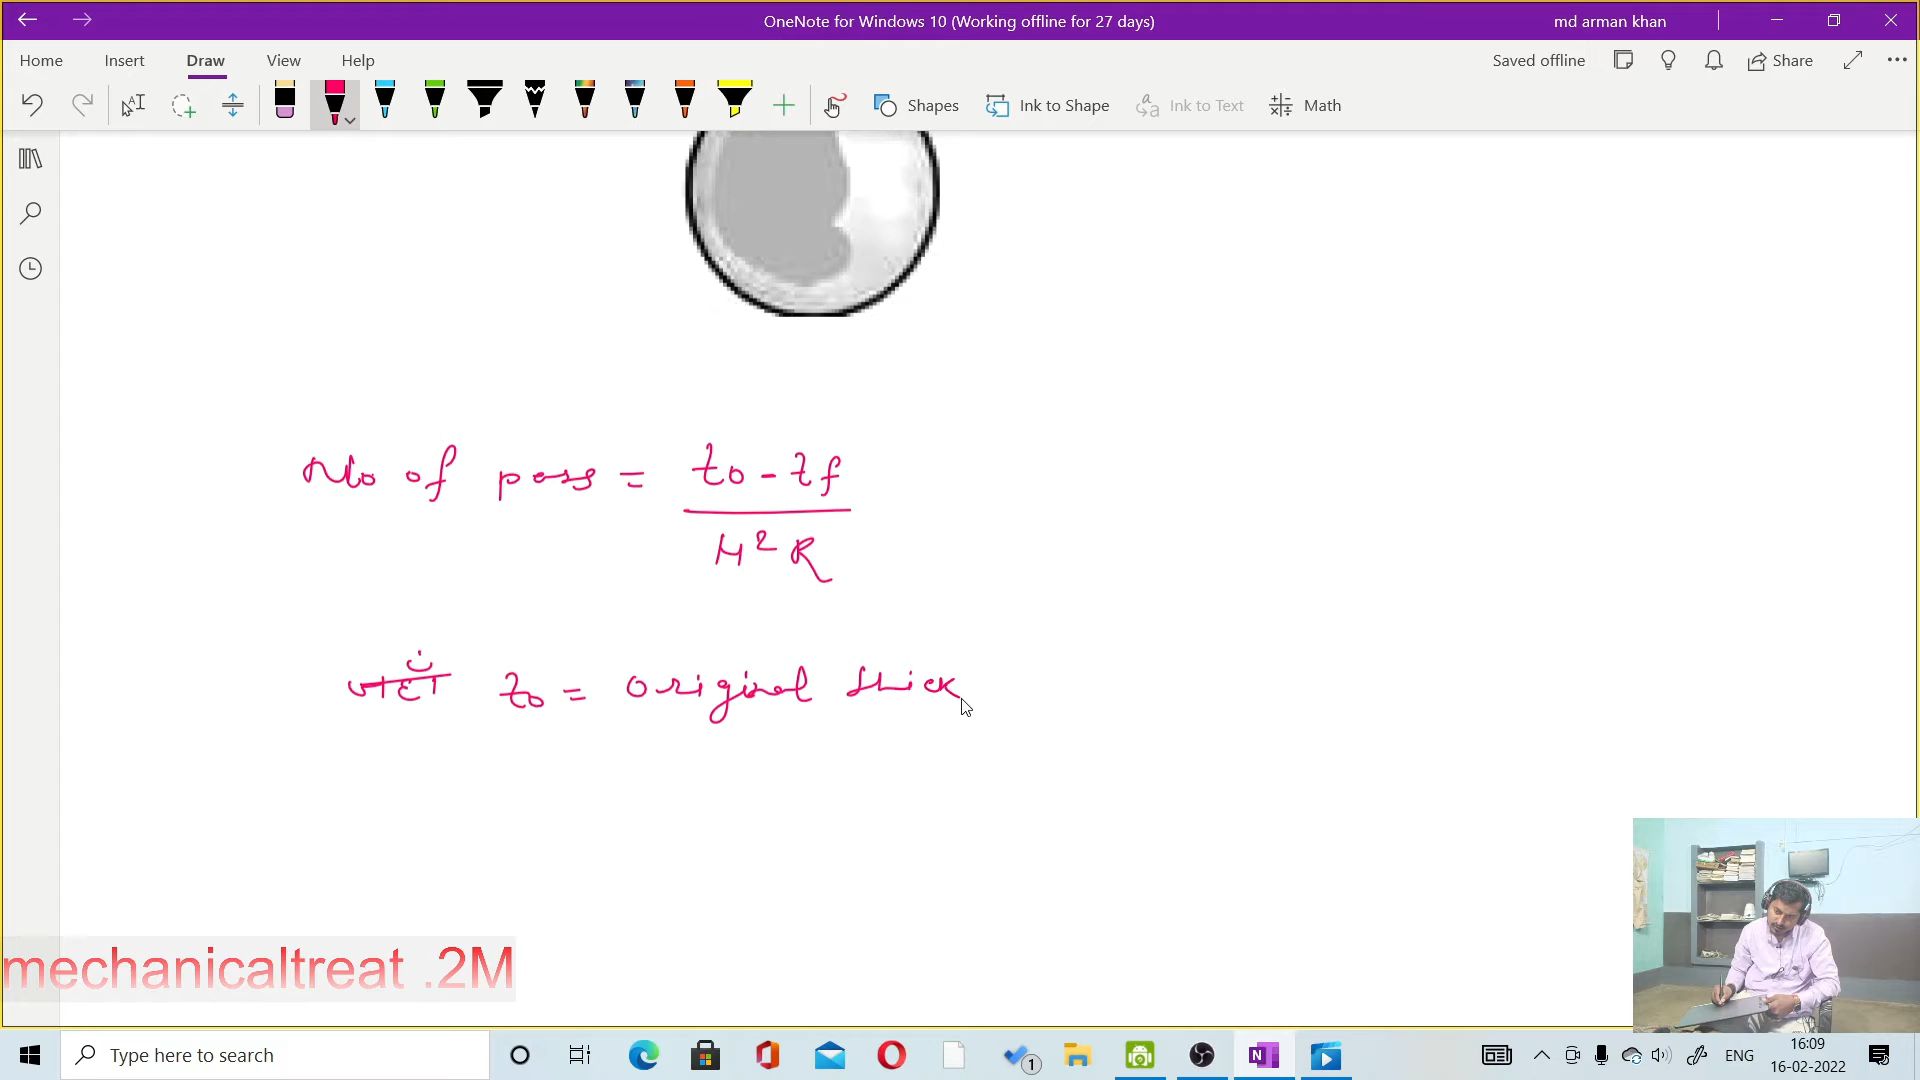 OneNote for Windows 10 (Working offline for 27 days)
md arman khan
Home Insert Draw View Help
Saved offline
Share
Shapes
Ink to Shape
Ink to Text
Math
No of pass = to - tf
μ² R
जहाँ to = original thick
mechanicaltreat .2M
Type here to search
1
ENG
16:09
16-02-2022